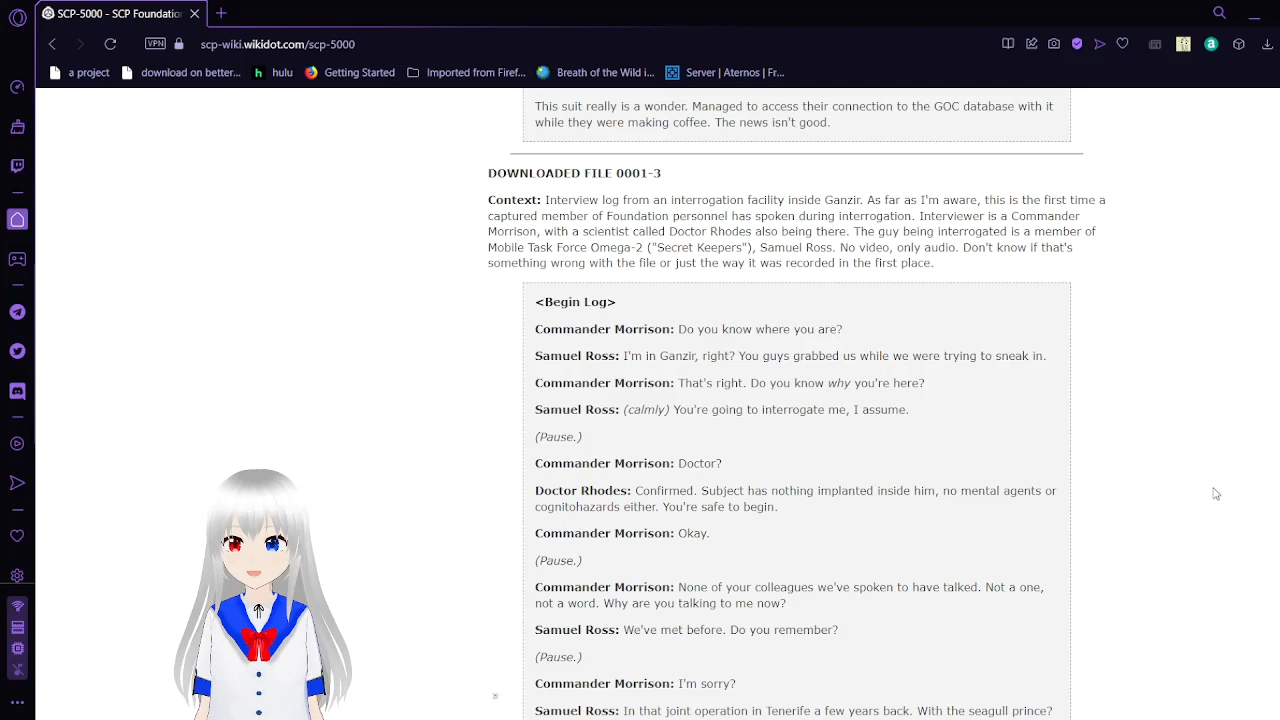 SCP-5000 - SCP Foundation
VPN
scp-wiki.wikidot.com/scp-5000
a project
download on better...
hulu
Getting Started
Imported from Firef...
Breath of the Wild i...
Server | Aternos | Fr...
This suit really is a wonder. Managed to access their connection to the GOC database with it
while they were making coffee. The news isn't good.
DOWNLOADED FILE 0001-3
Context: Interview log from an interrogation facility inside Ganzir. As far as I'm aware, this is the first time a
captured member of Foundation personnel has spoken during interrogation. Interviewer is a Commander
Morrison, with a scientist called Doctor Rhodes also being there. The guy being interrogated is a member of
Mobile Task Force Omega-2 ("Secret Keepers"), Samuel Ross. No video, only audio. Don't know if that's
something wrong with the file or just the way it was recorded in the first place.
<Begin Log>
Commander Morrison: Do you know where you are?
Samuel Ross: I'm in Ganzir, right? You guys grabbed us while we were trying to sneak in.
Commander Morrison: That's right. Do you know why you're here?
Samuel Ross: (calmly) You're going to interrogate me, I assume.
(Pause.)
Commander Morrison: Doctor?
Doctor Rhodes: Confirmed. Subject has nothing implanted inside him, no mental agents or
cognitohazards either. You're safe to begin.
Commander Morrison: Okay.
(Pause.)
Commander Morrison: None of your colleagues we've spoken to have talked. Not a one,
not a word. Why are you talking to me now?
Samuel Ross: We've met before. Do you remember?
(Pause.)
Commander Morrison: I'm sorry?
Samuel Ross: In that joint operation in Tenerife a few years back. With the seagull prince?